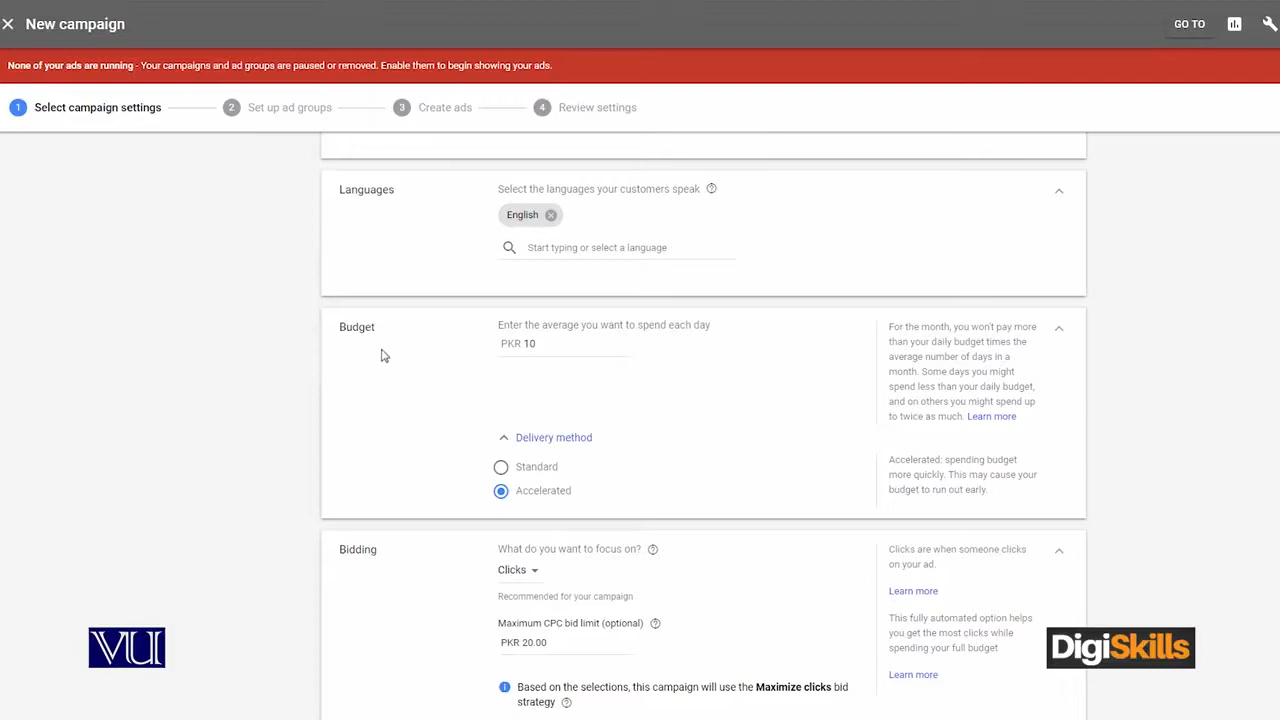 New campaign
GO TO
None of your ads are running - Your campaigns and ad groups are paused or removed. Enable them to begin showing your ads.
1 Select campaign settings
2 Set up ad groups
3 Create ads
4 Review settings
Languages
Select the languages your customers speak
English
Start typing or select a language
Budget
Enter the average you want to spend each day
PKR 10
For the month, you won't pay more
than your daily budget times the
average number of days in a
month. Some days you might
spend less than your daily budget,
and on others you might spend up
to twice as much. Learn more
Delivery method
Standard
Accelerated
Accelerated: spending budget
more quickly. This may cause your
budget to run out early.
Bidding
What do you want to focus on?
Clicks
Recommended for your campaign
Maximum CPC bid limit (optional)
PKR 20.00
Based on the selections, this campaign will use the Maximize clicks bid
strategy
Clicks are when someone clicks
on your ad.
Learn more
This fully automated option helps
you get the most clicks while
spending your full budget
Learn more
VU
DigiSkills